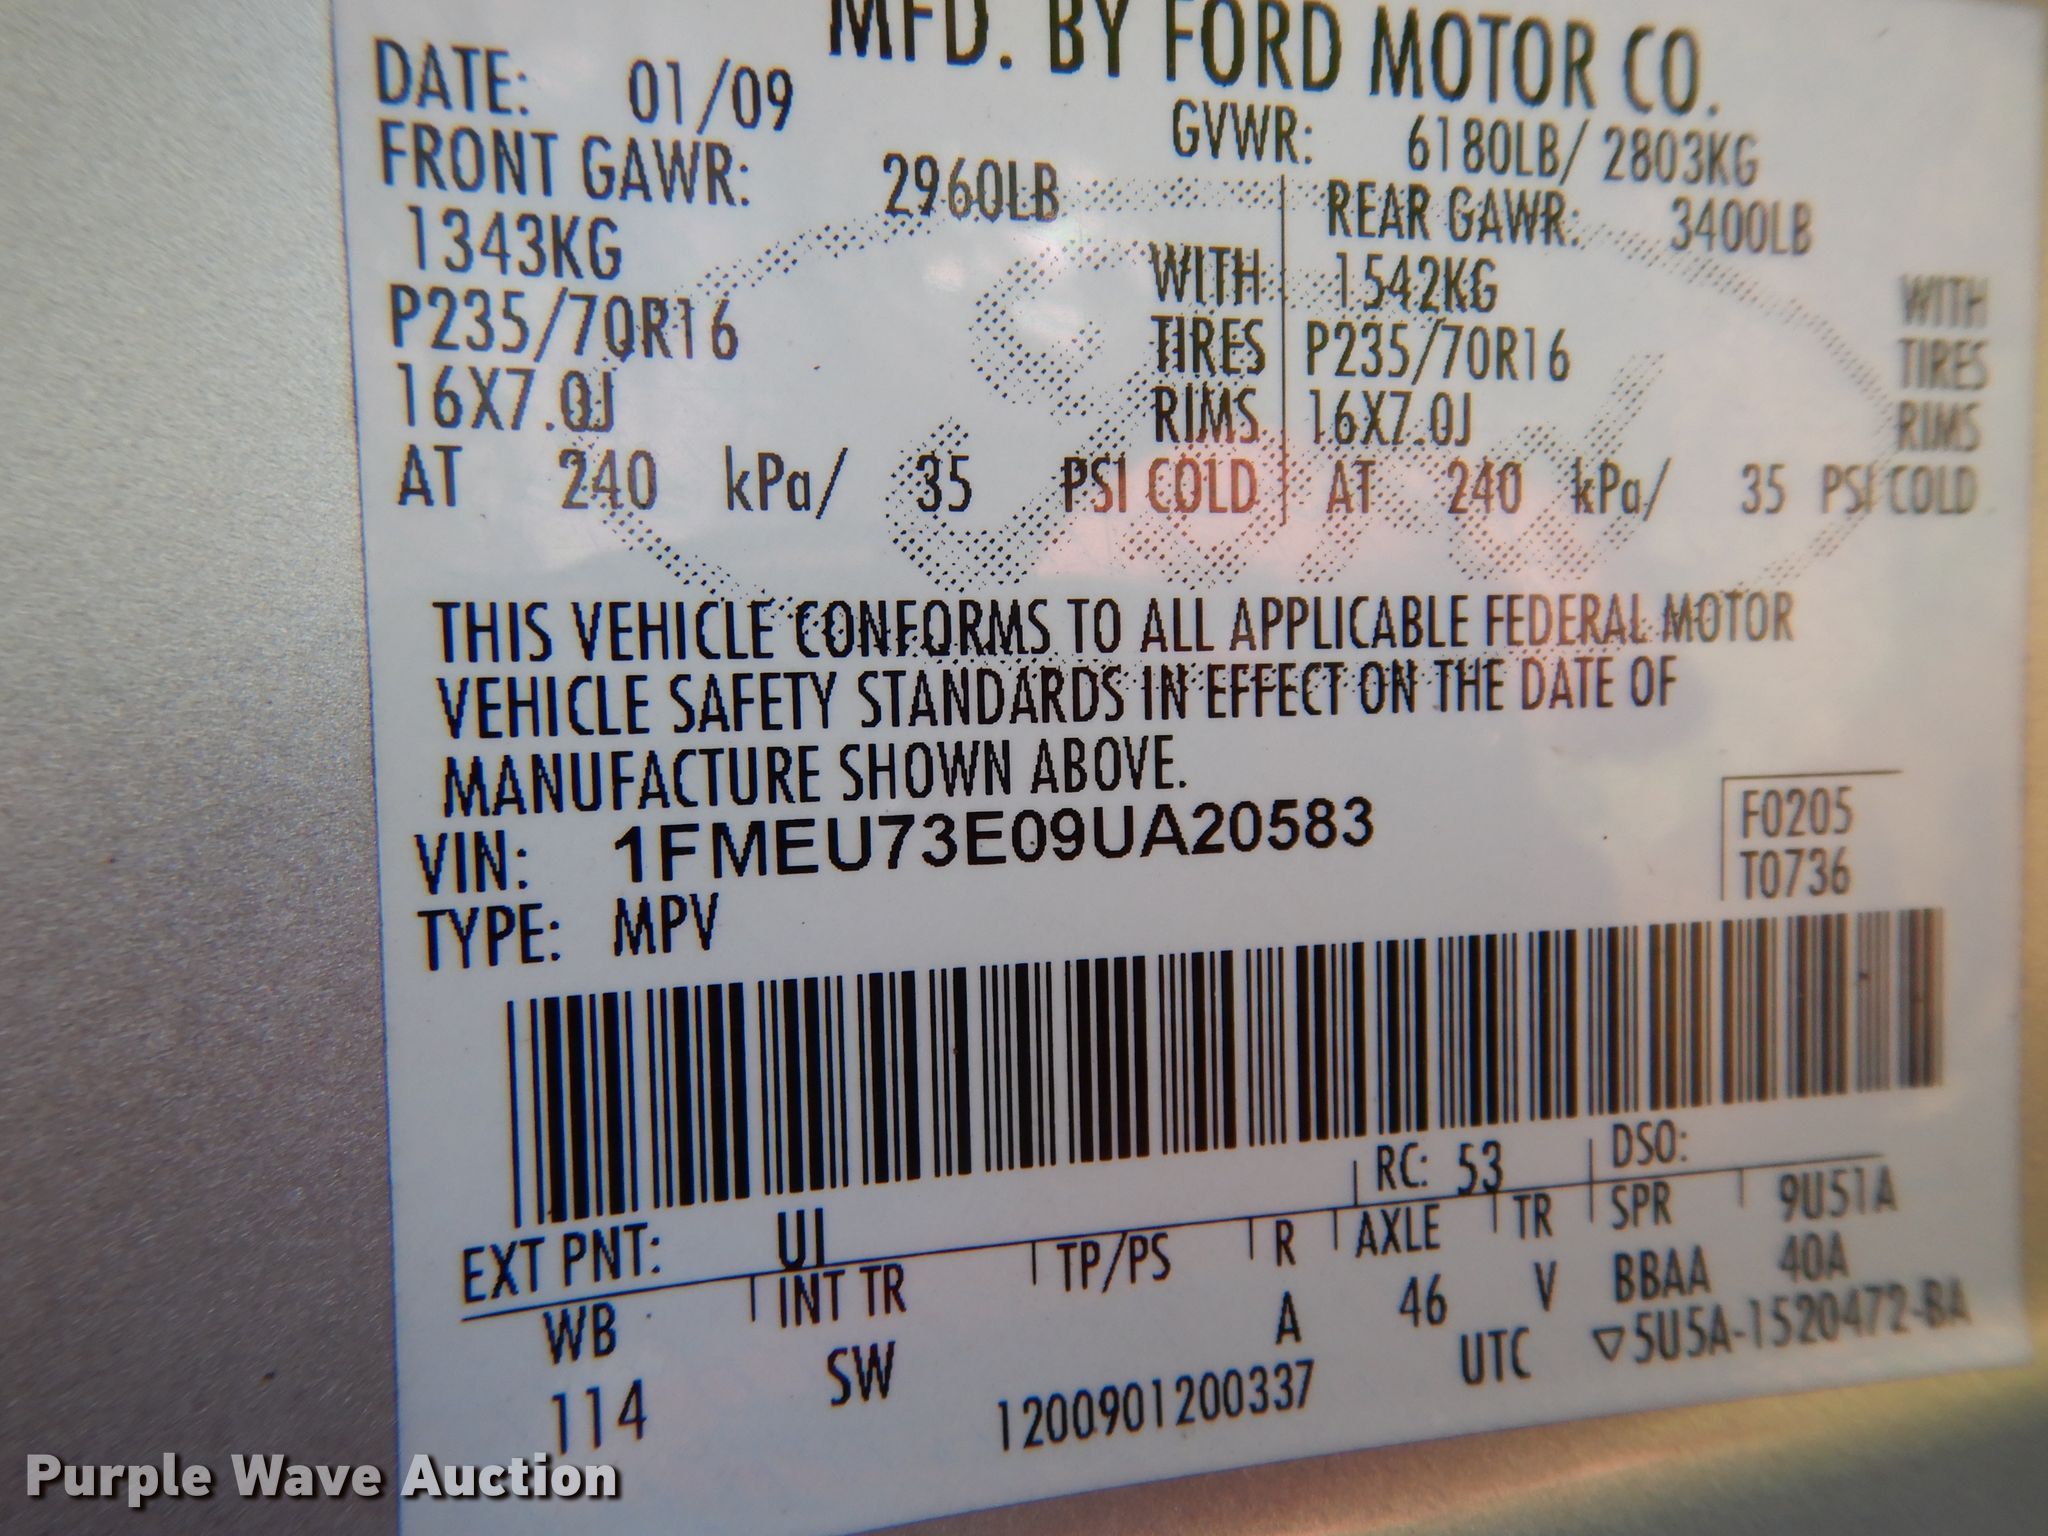 MFD. BY FORD MOTOR CO.
DATE: 01/09 GVWR: 6180LB/ 2803KG
FRONT GAWR: 2960LB REAR GAWR: 3400LB
1343KG WITH 1542KG WITH
P235/70R16 TIRES P235/70R16 TIRES
16X7.0J RIMS 16X7.0J RIMS
AT 240 kPa/ 35 PSI COLD AT 240 kPa/ 35 PSI COLD
THIS VEHICLE CONFORMS TO ALL APPLICABLE FEDERAL MOTOR
VEHICLE SAFETY STANDARDS IN EFFECT ON THE DATE OF
MANUFACTURE SHOWN ABOVE.
VIN: 1FMEU73E09UA20583 F0205
TYPE: MPV T0736
EXT PNT: UJ RC: 53 DSO:
WB INT TR TP/PS R AXLE TR SPR 9U51A
114 SW A 46 V BBAA 40A
1200901200337 UTC ▽5U5A-1520472-BA
Purple Wave Auction